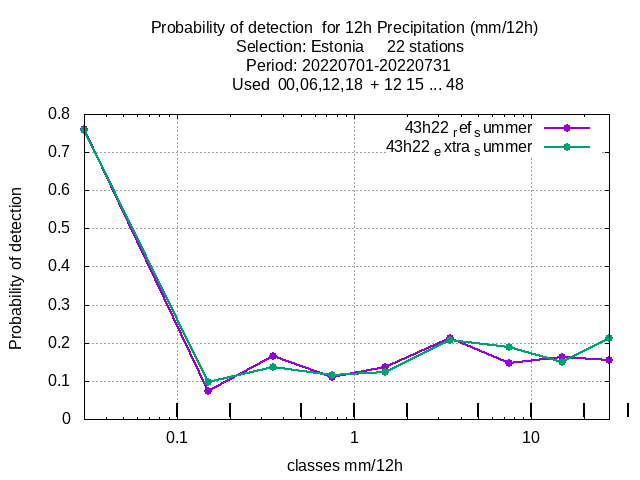 Probability of detection  for 12h Precipitation (mm/12h)
Selection: Estonia     22 stations
Period: 20220701-20220731
Used  00,06,12,18  + 12 15 ... 48
0.8
0.7
0.6
0.5
0.4
0.3
0.2
0.1
0
Probability of detection
43h22 ref summer
43h22 extra summer
0.1
1
10
classes mm/12h